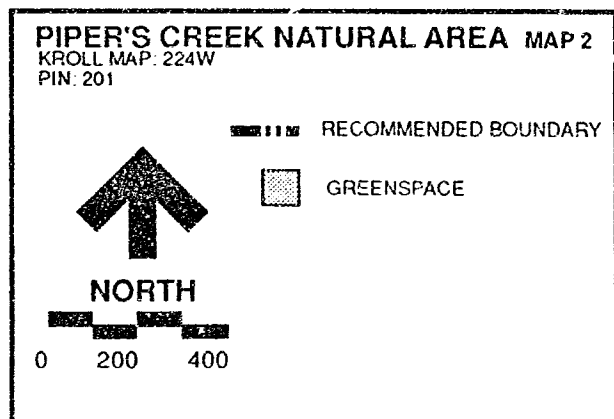 PIPER'S CREEK NATURAL AREA MAP 2
KROLL MAP: 224W
PIN: 201
RECOMMENDED BOUNDARY
GREENSPACE
NORTH
0 200 400